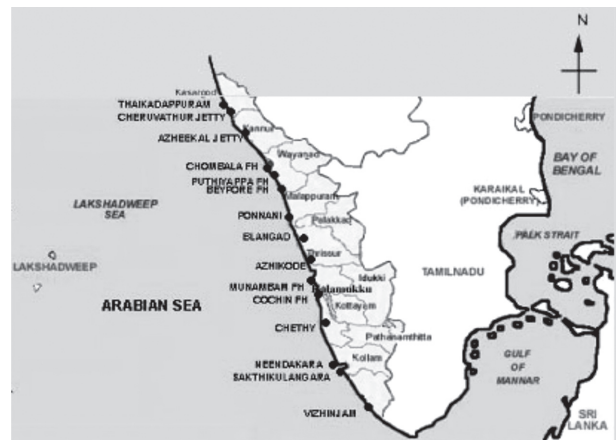 N
Kasargod
THAIKADAPPURAM
CHERUVATHUR JETTY
Kannur
AZHEEKAL JETTY
Wayanad
CHOMBALA FH
PUTHIYAPPA FH
BEYPORE FH
Malappuram
PONNANI
Palakkad
BLANGAD
Thrissur
AZHIKODE
Idukki
MUNAMBAM FH
Kalamukku
COCHIN FH
Kottayam
CHETHY
Pathanamthitta
Kollam
NEENDAKARA
SAKTHIKULANGARA
VIZHINJAM
LAKSHADWEEP
SEA
LAKSHADWEEP
ARABIAN SEA
TAMILNADU
PONDICHERRY
BAY OF
BENGAL
KARAIKAL
(PONDICHERRY)
PALK STRAIT
GULF
OF
MANNAR
SRI
LANKA